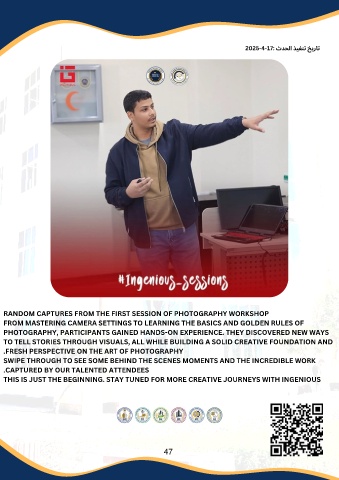 تاريخ تنفيذ الحدث :17-4-2025
IG
#Ingenious_sessions
RANDOM CAPTURES FROM THE FIRST SESSION OF PHOTOGRAPHY WORKSHOP
FROM MASTERING CAMERA SETTINGS TO LEARNING THE BASICS AND GOLDEN RULES OF
PHOTOGRAPHY, PARTICIPANTS GAINED HANDS-ON EXPERIENCE. THEY DISCOVERED NEW WAYS
TO TELL STORIES THROUGH VISUALS, ALL WHILE BUILDING A SOLID CREATIVE FOUNDATION AND
.FRESH PERSPECTIVE ON THE ART OF PHOTOGRAPHY
SWIPE THROUGH TO SEE SOME BEHIND THE SCENES MOMENTS AND THE INCREDIBLE WORK
.CAPTURED BY OUR TALENTED ATTENDEES
THIS IS JUST THE BEGINNING. STAY TUNED FOR MORE CREATIVE JOURNEYS WITH INGENIOUS
47